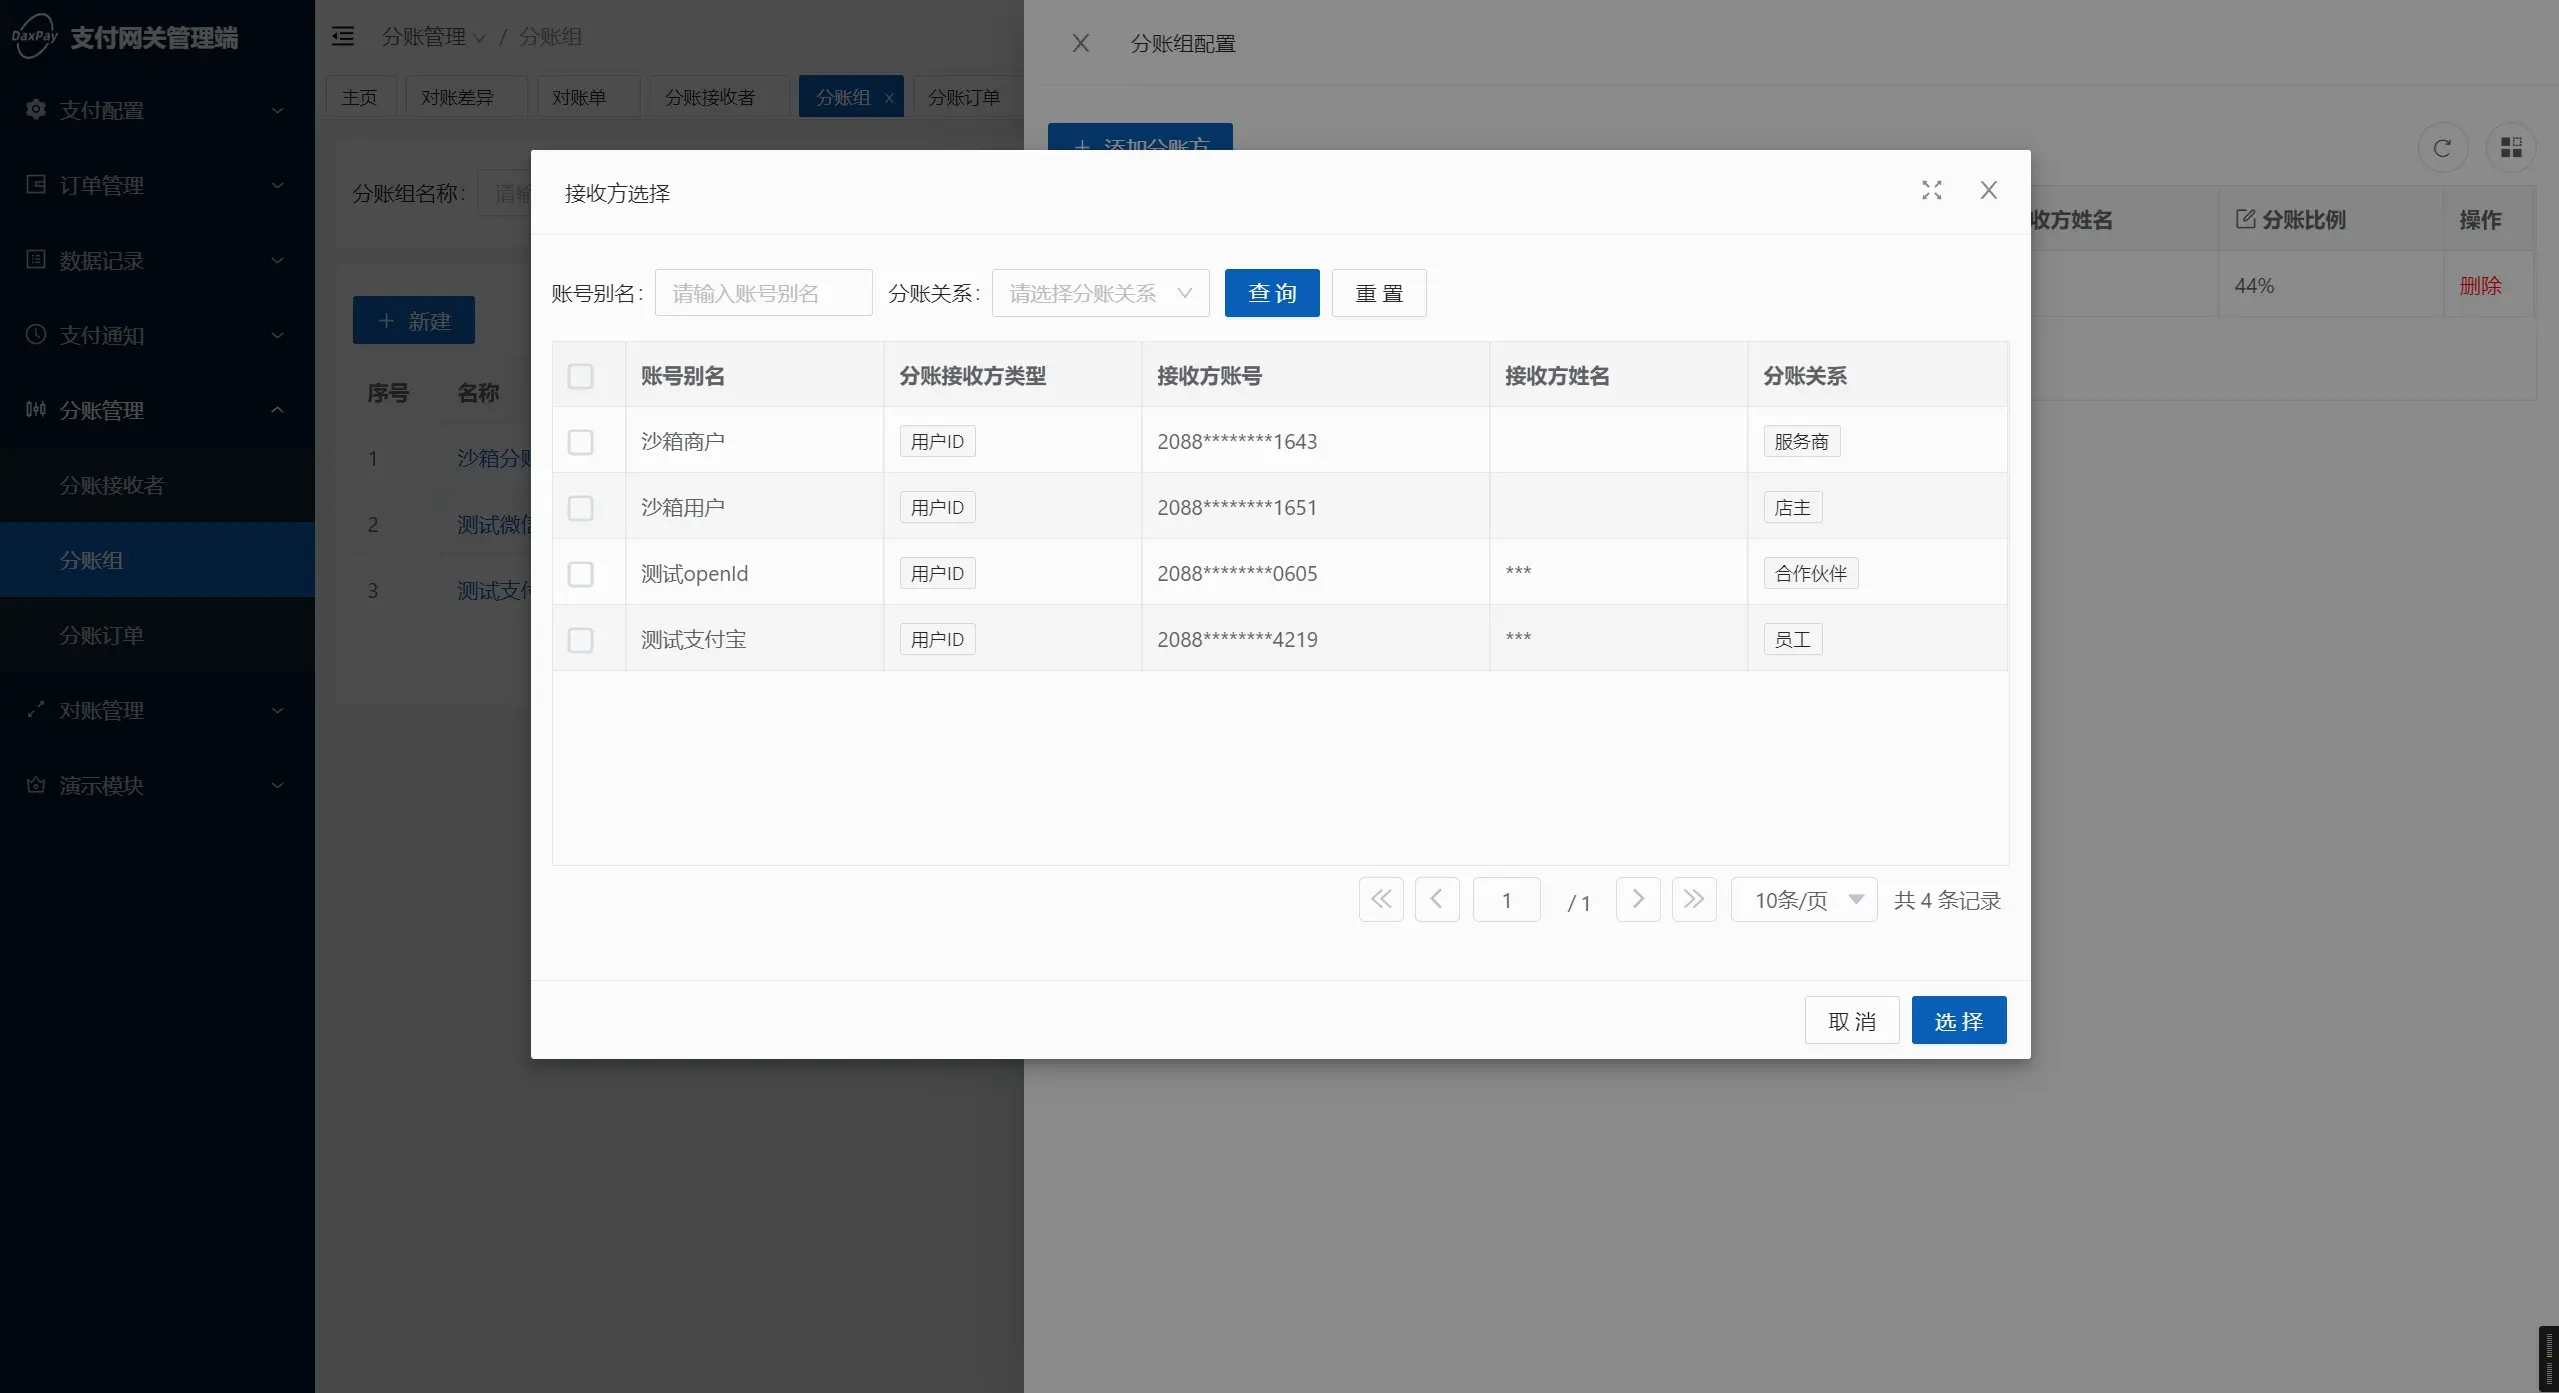 DaxPay 支付网关管理端
支付配置
订单管理
数据记录
支付通知
分账管理
分账接收者
分账组
分账订单
对账管理
演示模块
分账管理 / 分账组
主页 对账差异 对账单 分账接收者 分账组 分账订单
分账组名称: 请输
新建
序号 名称
1 沙箱分
2 测试微信
3 测试支付
分账组配置
添加分账方
收方姓名 分账比例 操作
44% 删除
接收方选择
账号别名: 请输入账号别名 分账关系: 请选择分账关系 查 询 重 置
账号别名 分账接收方类型 接收方账号 接收方姓名 分账关系
沙箱商户 用户ID 2088********1643 服务商
沙箱用户 用户ID 2088********1651 店主
测试openId 用户ID 2088********0605 *** 合作伙伴
测试支付宝 用户ID 2088********4219 *** 员工
1 / 1 10条/页 共 4 条记录
取 消 选 择